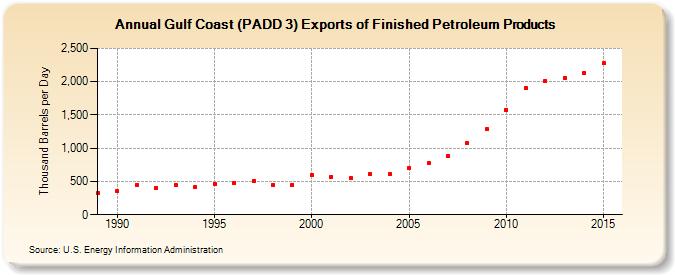 Annual Gulf Coast (PADD 3) Exports of Finished Petroleum Products
Thousand Barrels per Day
2,500
2,000
1,500
1,000
500
0
1990 1995 2000 2005 2010 2015
Source: U.S. Energy Information Administration